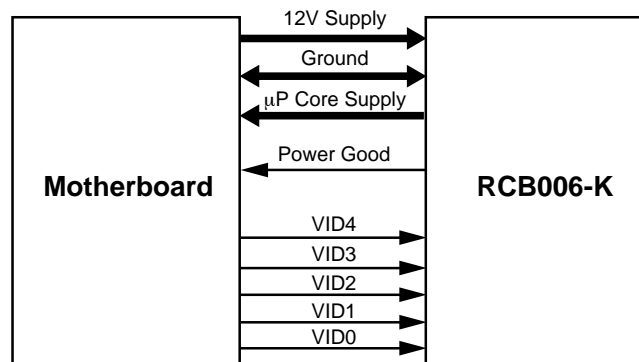 12V Supply
Ground
μP Core Supply
Power Good
Motherboard
RCB006-K
VID4
VID3
VID2
VID1
VID0